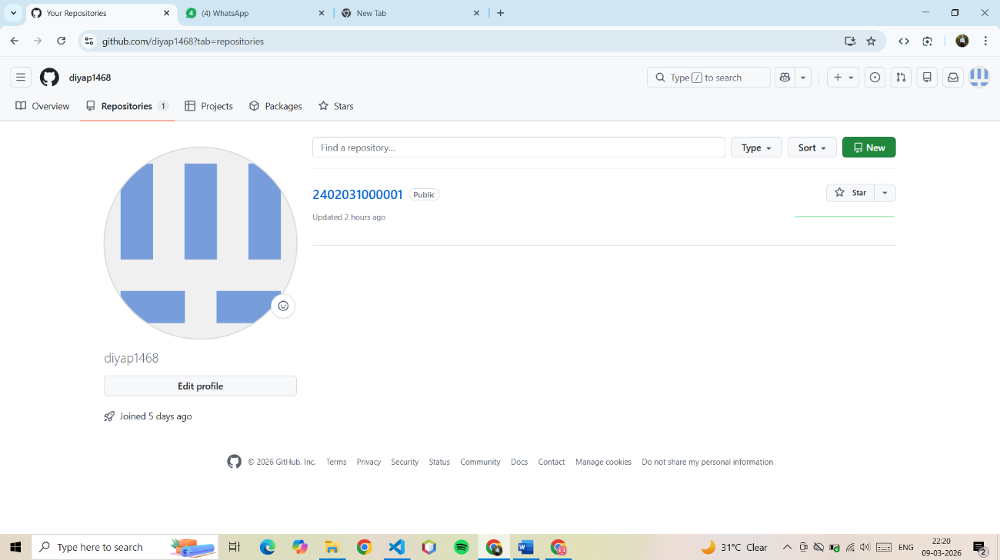 Your Repositories
4 (4) WhatsApp
New Tab
github.com/diyap1468?tab=repositories
diyap1468
Type / to search
Overview
Repositories 1
Projects
Packages
Stars
Find a repository...
Type
Sort
New
2402031000001 Public
Star
Updated 2 hours ago
diyap1468
Edit profile
Joined 5 days ago
© 2026 GitHub, Inc. Terms Privacy Security Status Community Docs Contact Manage cookies Do not share my personal information
Type here to search
31°C Clear
ENG
22:20
09-03-2026
2